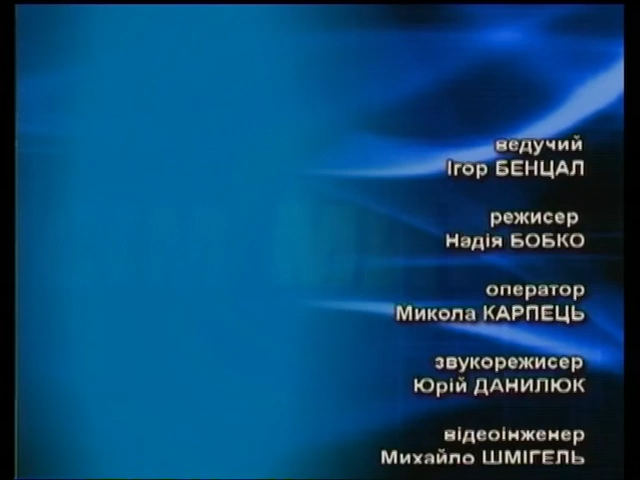 ведучий
Ігор БЕНЦАЛ
режисер
Надія БОБКО
оператор
Микола КАРПЕЦЬ
звукорежисер
Юрій ДАНИЛЮК
відеоінженер
Михайло ШМІГЕЛЬ